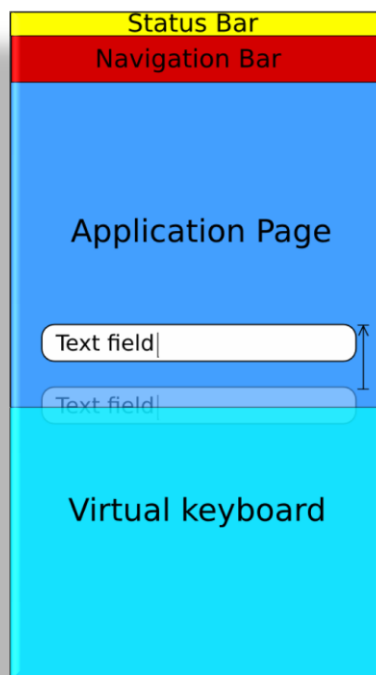 Status Bar
Navigation Bar
Application Page
Text field
Text field
Virtual keyboard